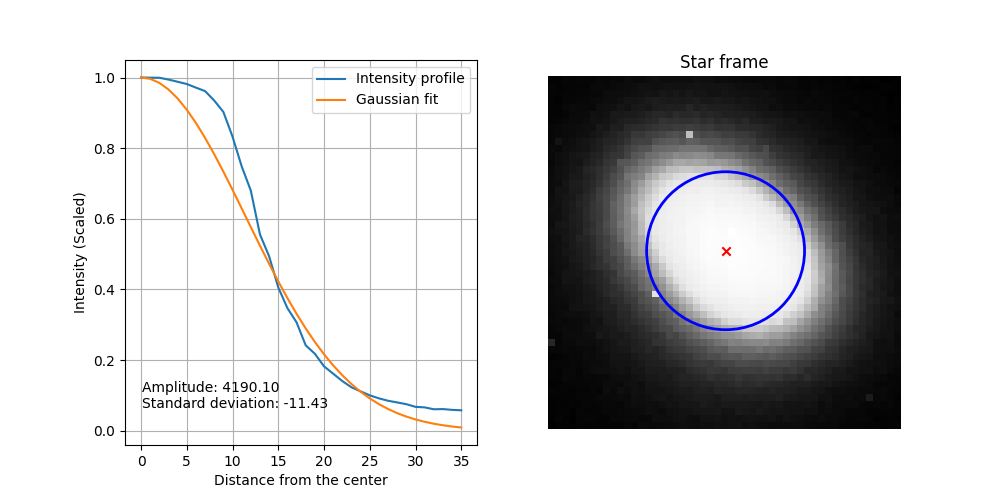 Star frame
Intensity profile
Gaussian fit
1.0
0.8
0.6
0.4
0.2
0.0
Intensity (Scaled)
Amplitude: 4190.10
Standard deviation: -11.43
0 5 10 15 20 25 30 35
Distance from the center